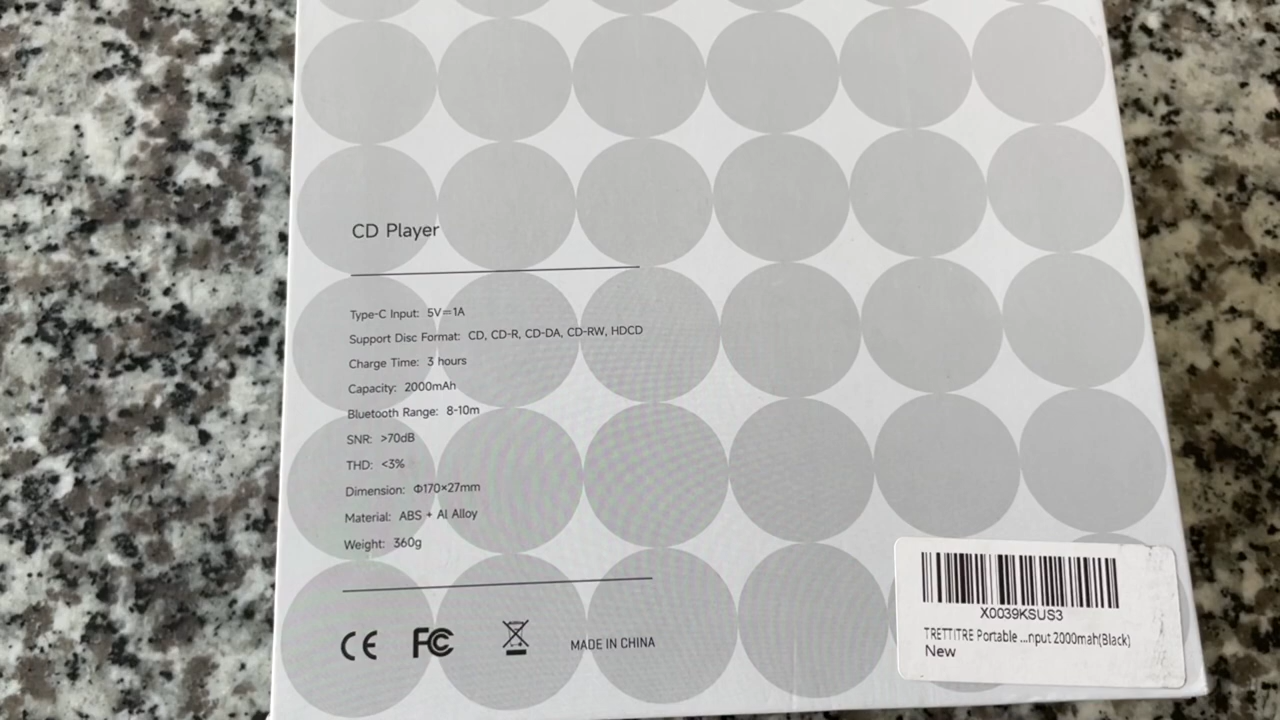 CD Player
Type-C Input: 5V⎓1A
Support Disc Format: CD, CD-R, CD-DA, CD-RW, HDCD
Charge Time: 3 hours
Capacity: 2000mAh
Bluetooth Range: 8-10m
SNR: >70dB
THD: <3%
Dimension: Φ170×27mm
Material: ABS + Al Alloy
Weight: 360g
CE FC MADE IN CHINA
X0039KSUS3
TRETTITRE Portable ...nput 2000mah(Black)
New